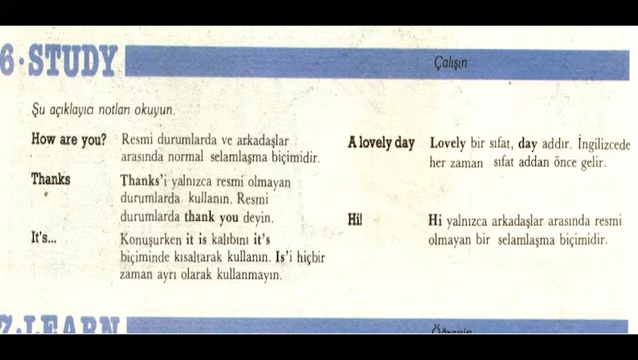 6·STUDY
Çalışın
Şu açıklayıcı notları okuyun.
How are you? Resmi durumlarda ve arkadaşlar
arasında normal selamlaşma biçimidir.
Thanks Thanks'i yalnızca resmi olmayan
durumlarda kullanın. Resmi
durumlarda thank you deyin.
It's... Konuşurken it is kalıbını it's
biçiminde kısaltarak kullanın. Is'i hiçbir
zaman ayrı olarak kullanmayın.
A lovely day Lovely bir sıfat, day addır. İngilizcede
her zaman sıfat addan önce gelir.
Hi! Hi yalnızca arkadaşlar arasında resmi
olmayan bir selamlaşma biçimidir.
7·LEARN
Öğrenin